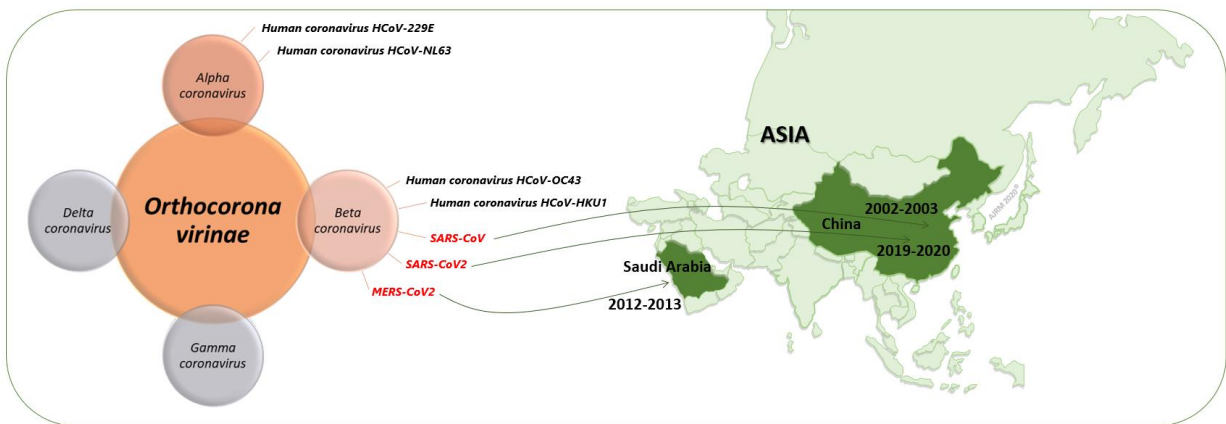 Human coronavirus HCoV-229E
Human coronavirus HCoV-NL63
Alpha
coronavirus
Orthocorona
virinae
Delta
coronavirus
Beta
coronavirus
Gamma
coronavirus
Human coronavirus HCoV-OC43
Human coronavirus HCoV-HKU1
SARS-CoV
SARS-CoV2
MERS-CoV2
ASIA
2002-2003
China
2019-2020
Saudi Arabia
2012-2013
AIRM 2020®